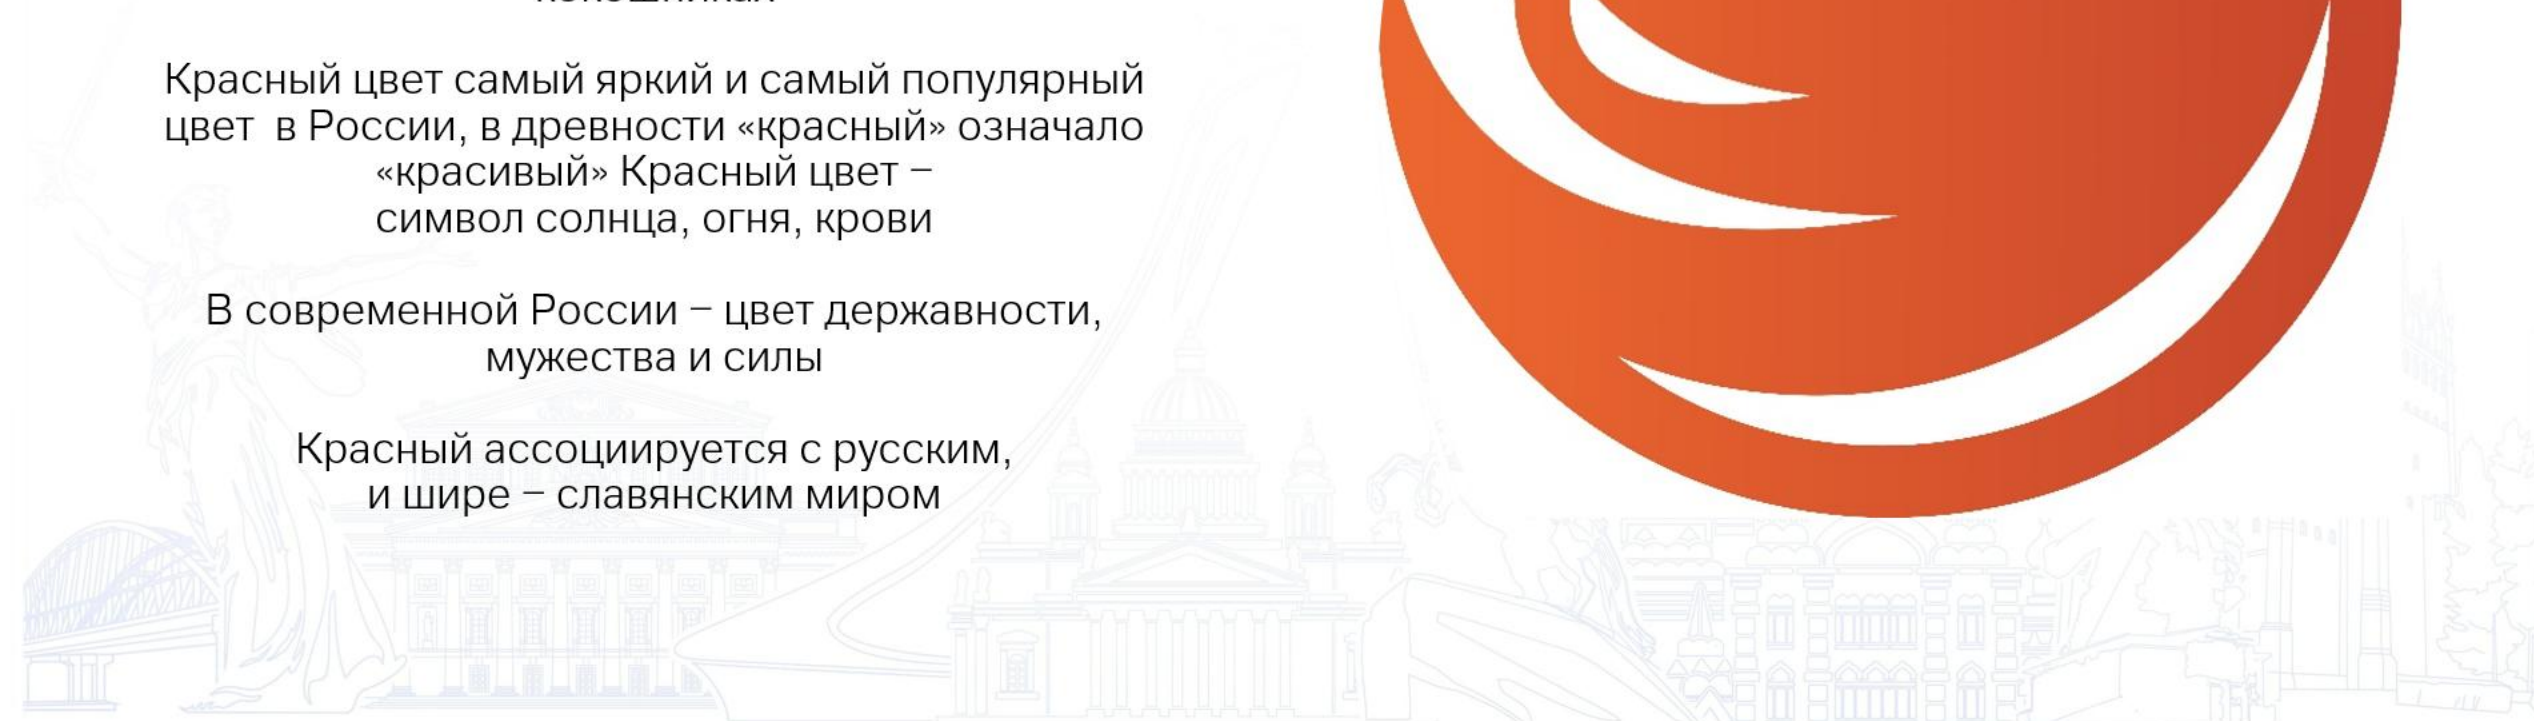 Красный цвет самый яркий и самый популярный
цвет  в России, в древности «красный» означало
«красивый» Красный цвет –
символ солнца, огня, крови
В современной России – цвет державности,
мужества и силы
Красный ассоциируется с русским,
и шире – славянским миром